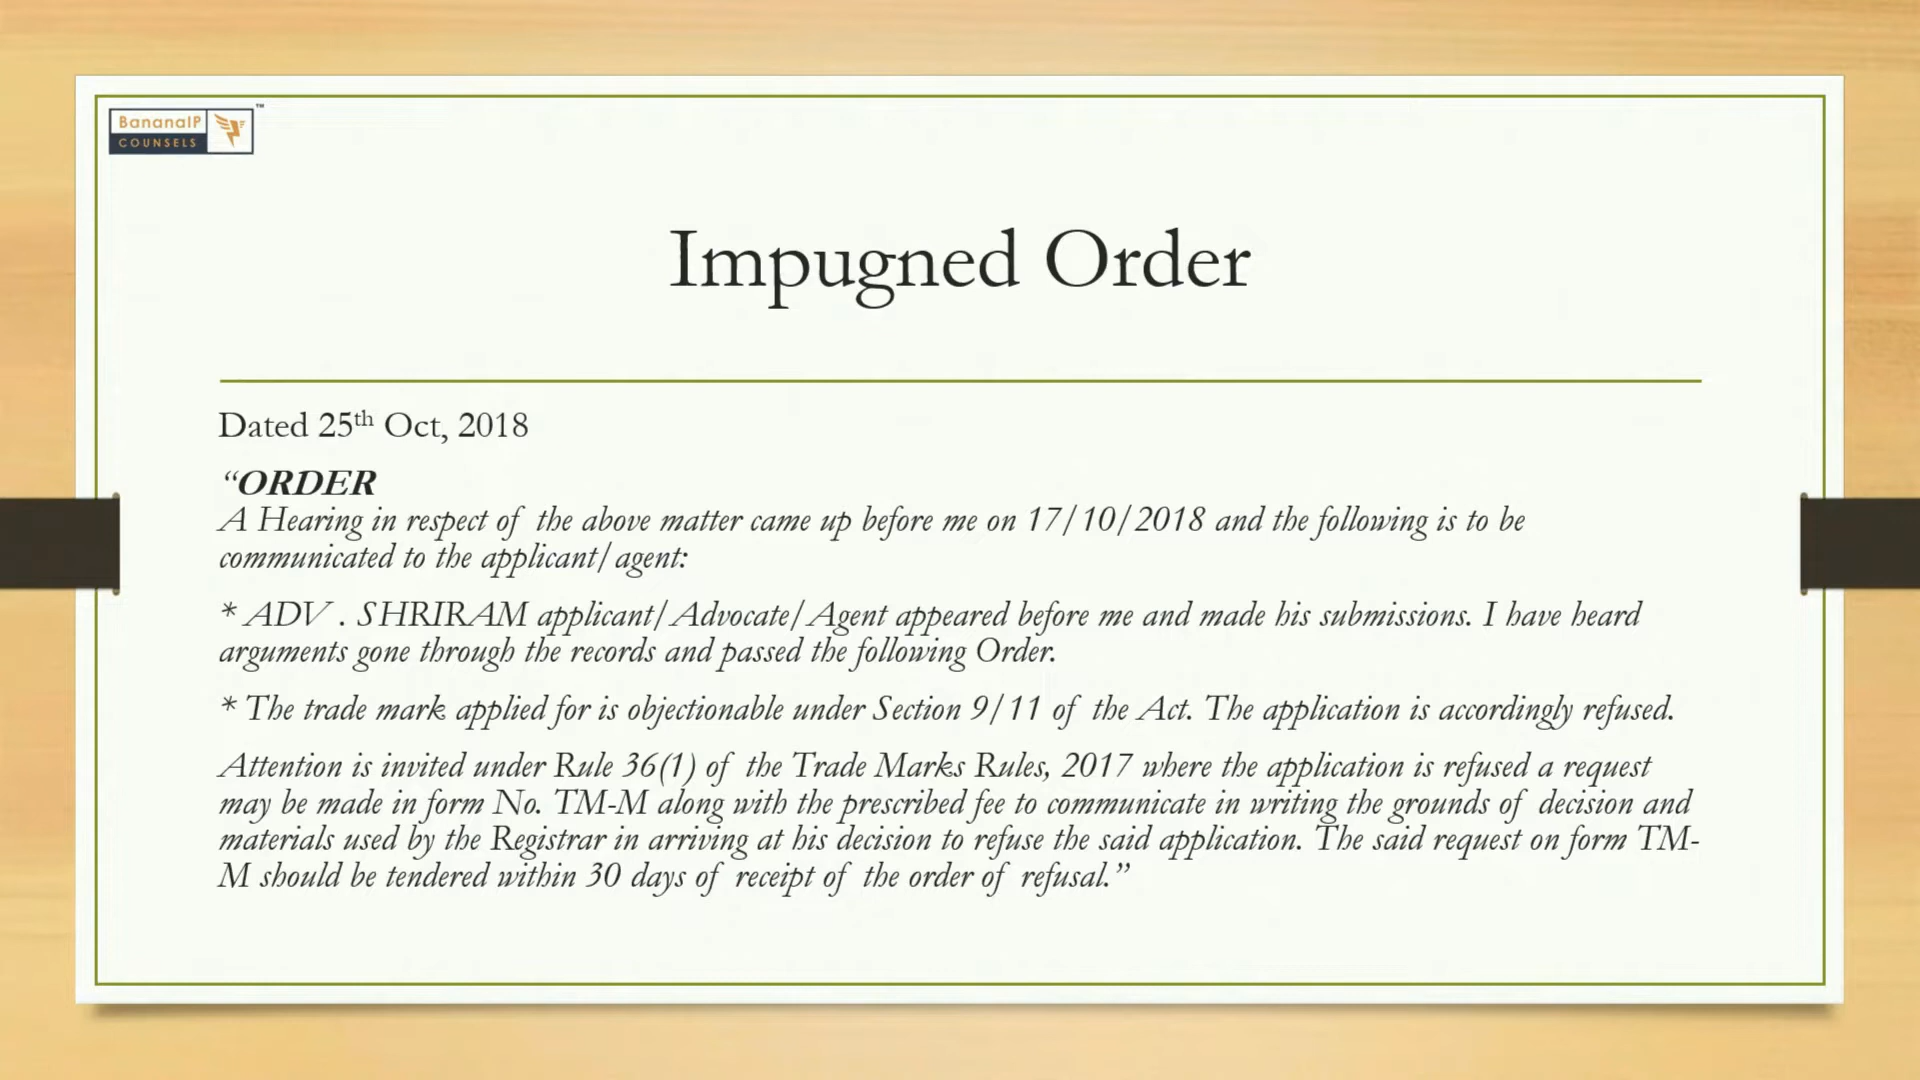 BananaIP
COUNSELS
™
Impugned Order
Dated 25th Oct, 2018
“ORDER
A Hearing in respect of the above matter came up before me on 17/10/2018 and the following is to be
communicated to the applicant/agent:
* ADV . SHRIRAM applicant/Advocate/Agent appeared before me and made his submissions. I have heard
arguments gone through the records and passed the following Order.
* The trade mark applied for is objectionable under Section 9/11 of the Act. The application is accordingly refused.
Attention is invited under Rule 36(1) of the Trade Marks Rules, 2017 where the application is refused a request
may be made in form No. TM-M along with the prescribed fee to communicate in writing the grounds of decision and
materials used by the Registrar in arriving at his decision to refuse the said application. The said request on form TM-
M should be tendered within 30 days of receipt of the order of refusal.”